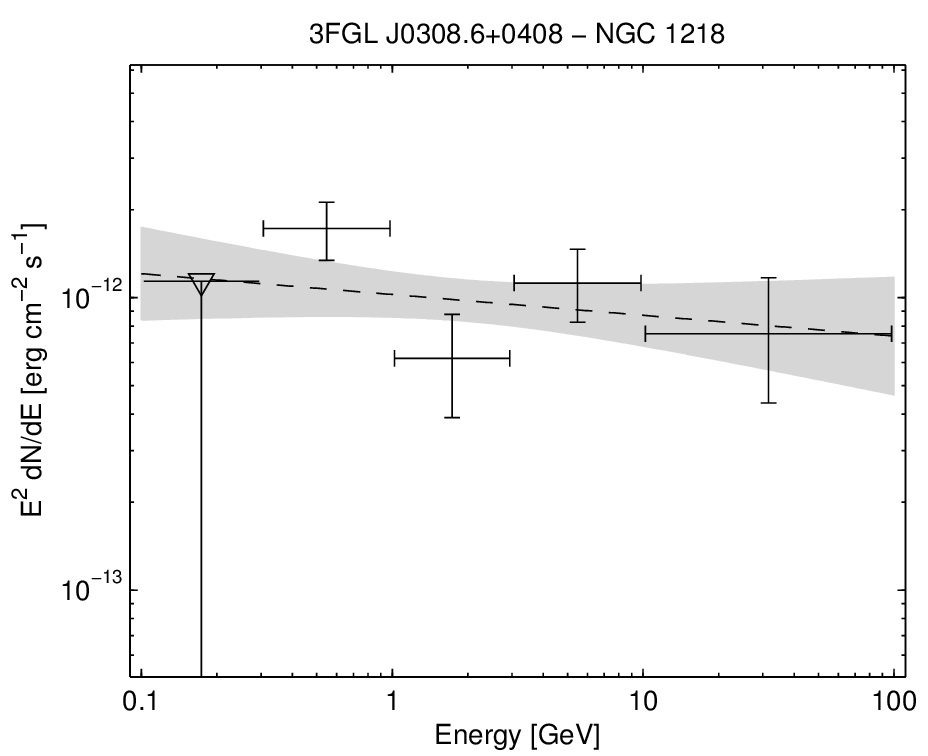 3FGL J0308.6+0408 − NGC 1218
E² dN/dE [erg cm⁻² s⁻¹]
10⁻¹²
10⁻¹³
0.1 1 10 100
Energy [GeV]